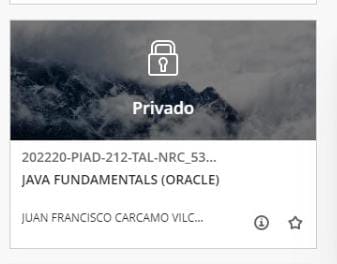 Privado
202220-PIAD-212-TAL-NRC_53...
JAVA FUNDAMENTALS (ORACLE)
JUAN FRANCISCO CARCAMO VILC...